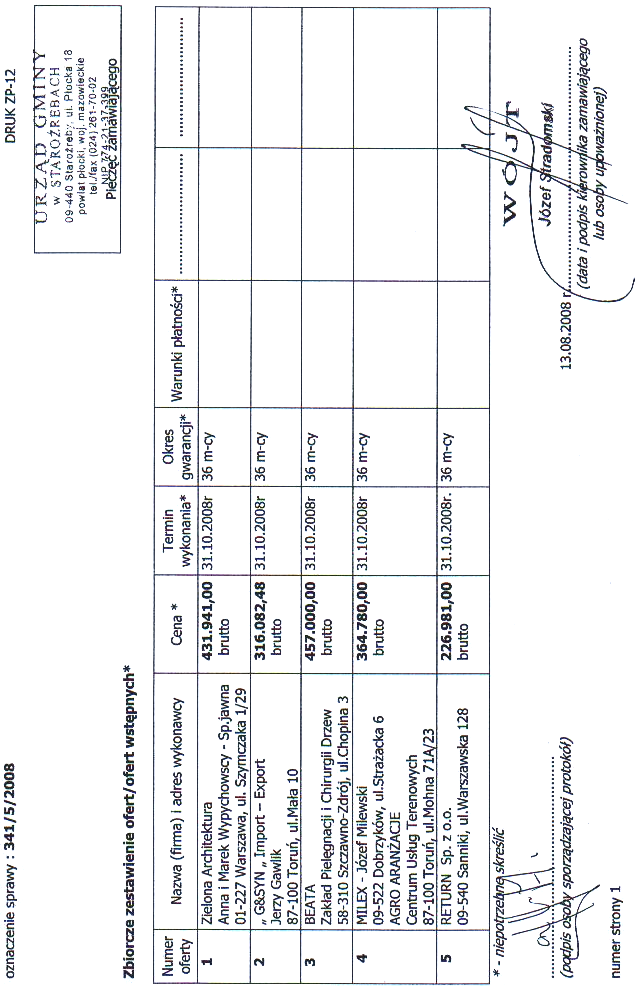 oznaczenie sprawy : 341/5/2008
DRUK ZP-12
URZĄD GMINY
w STAROŹREBACH
09-440 Staroźreby, ul. Płocka 18
powiat płocki, woj. mazowieckie
tel./fax (024) 261-70-02
NIP 774-21-37-399
Pieczęć zamawiającego
Zbiorcze zestawienie ofert/ofert wstępnych*
Numer oferty
Nazwa (firma) i adres wykonawcy
Cena *
Termin wykonania*
Okres gwarancji*
Warunki płatności*
1
Zielona Architektura
Anna i Marek Wypychowscy - Sp.jawna
01-227 Warszawa, ul. Szymczaka 1/29
431.941,00
brutto
31.10.2008r
36 m-cy
2
„ G&SYN „ Import – Export
Jerzy Gawlik
87-100 Toruń, ul.Mała 10
316.082,48
brutto
31.10.2008r
36 m-cy
3
BEATA
Zakład Pielęgnacji i Chirurgii Drzew
58-310 Szczawno-Zdrój, ul.Chopina 3
457.000,00
brutto
31.10.2008r
36 m-cy
4
MILEX - Józef Milewski
09-522 Dobrzyków, ul.Strażacka 6
AGRO ARANŻACJE
Centrum Usług Terenowych
87-100 Toruń, ul.Mohna 71A/23
364.780,00
brutto
31.10.2008r
36 m-cy
5
RETURN Sp. z o.o.
09-540 Sanniki, ul.Warszawska 128
226.981,00
brutto
31.10.2008r.
36 m-cy
* - niepotrzebne skreślić
(podpis osoby sporządzającej protokół)
numer strony 1
WÓJT
Józef Stradomski
13.08.2008 r.
(data i podpis kierownika zamawiającego
lub osoby upoważnionej)